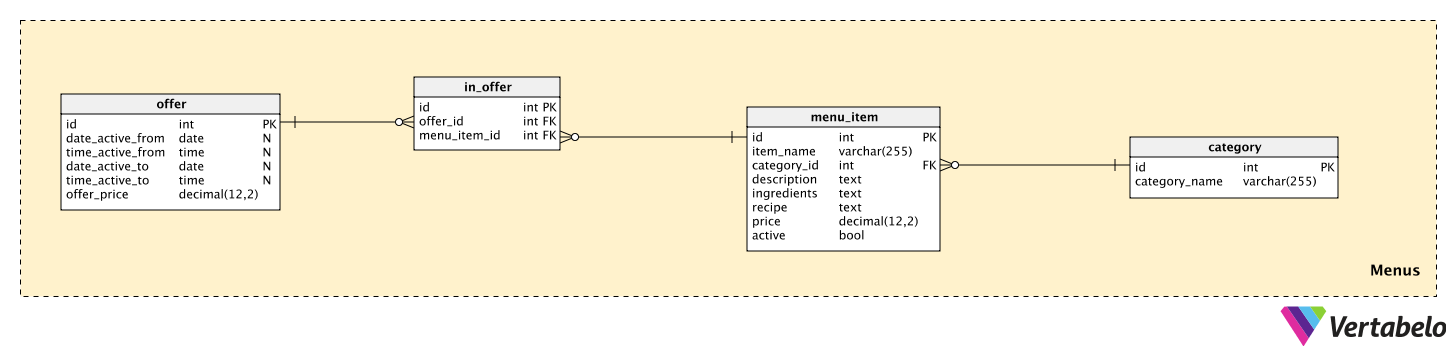 offer
id int PK
date_active_from date N
time_active_from time N
date_active_to date N
time_active_to time N
offer_price decimal(12,2)
in_offer
id int PK
offer_id int FK
menu_item_id int FK
menu_item
id int PK
item_name varchar(255)
category_id int FK
description text
ingredients text
recipe text
price decimal(12,2)
active bool
category
id int PK
category_name varchar(255)
Menus
Vertabelo